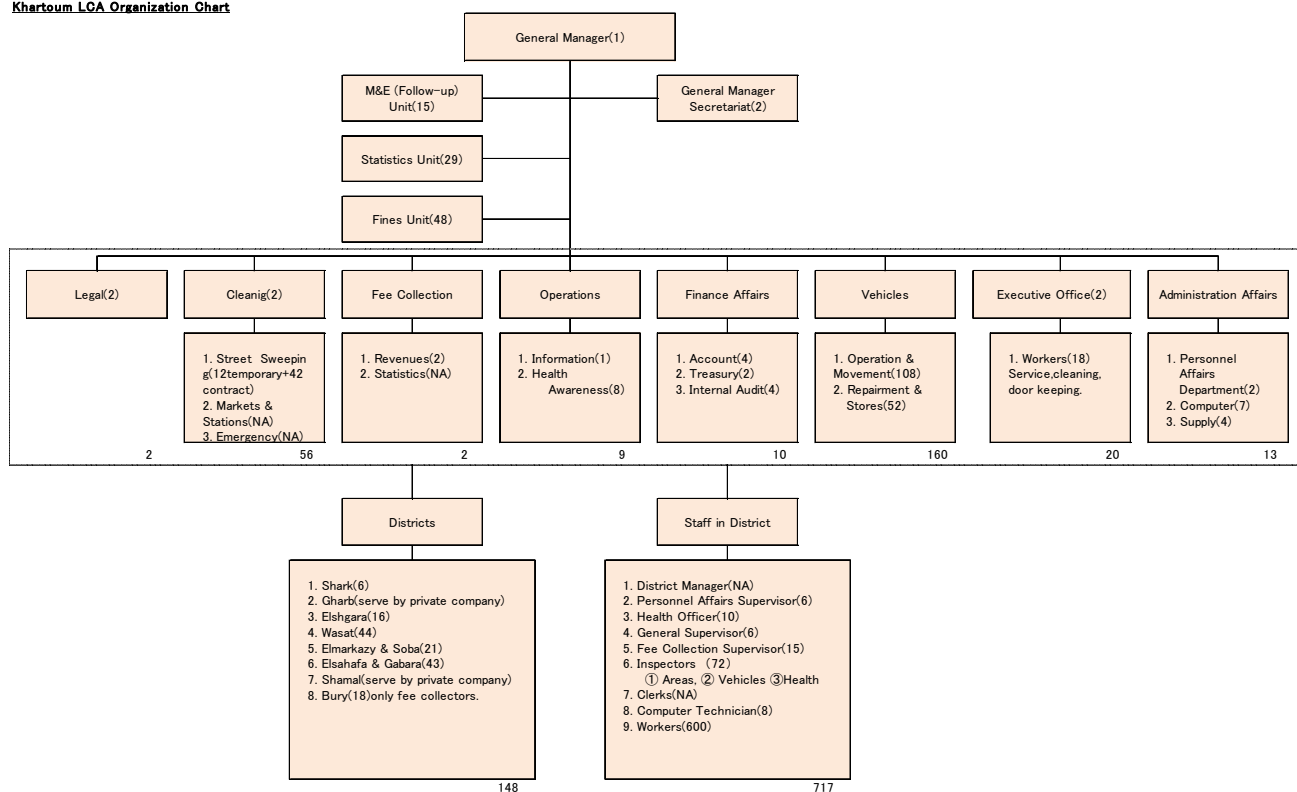 Khartoum LCA Organization Chart
General Manager(1)
M&E (Follow-up)
Unit(15)
General Manager
Secretariat(2)
Statistics Unit(29)
Fines Unit(48)
Legal(2)
Cleanig(2)
Fee Collection
Operations
Finance Affairs
Vehicles
Executive Office(2)
Administration Affairs
1. Street Sweepin
g(12temporary+42
contract)
2. Markets &
Stations(NA)
3. Emergency(NA)
1. Revenues(2)
2. Statistics(NA)
1. Information(1)
2. Health
Awareness(8)
1. Account(4)
2. Treasury(2)
3. Internal Audit(4)
1. Operation &
Movement(108)
2. Repairment &
Stores(52)
1. Workers(18)
Service,cleaning,
door keeping.
1. Personnel
Affairs
Department(2)
2. Computer(7)
3. Supply(4)
2
56
2
9
10
160
20
13
Districts
Staff in District
1. Shark(6)
2. Gharb(serve by private company)
3. Elshgara(16)
4. Wasat(44)
5. Elmarkazy & Soba(21)
6. Elsahafa & Gabara(43)
7. Shamal(serve by private company)
8. Bury(18)only fee collectors.
1. District Manager(NA)
2. Personnel Affairs Supervisor(6)
3. Health Officer(10)
4. General Supervisor(6)
5. Fee Collection Supervisor(15)
6. Inspectors (72)
① Areas, ② Vehicles ③Health
7. Clerks(NA)
8. Computer Technician(8)
9. Workers(600)
148
717